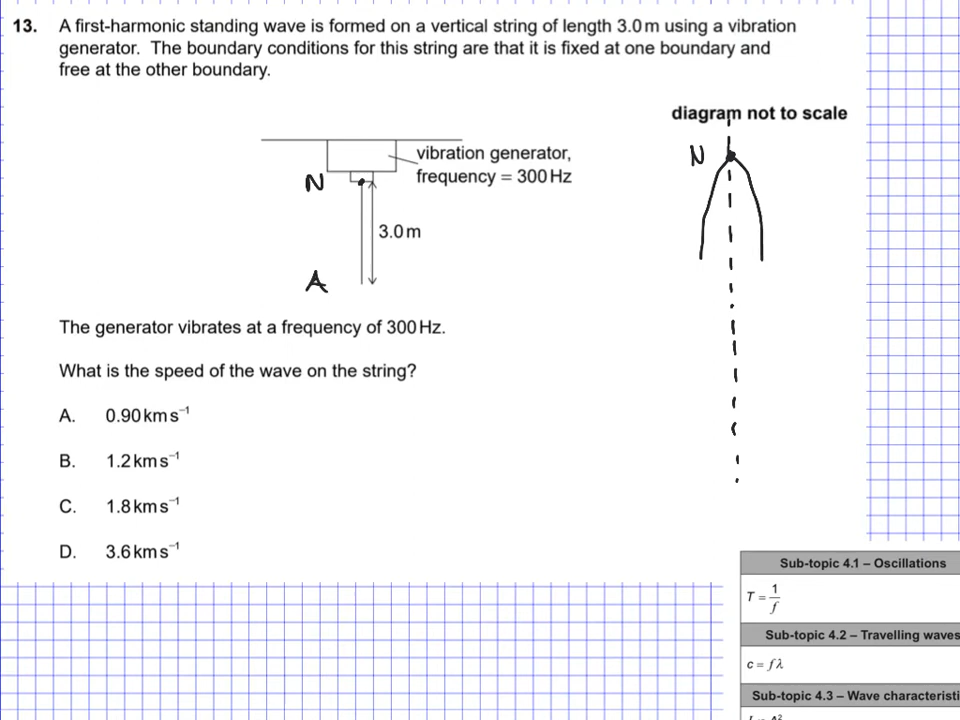 13. A first-harmonic standing wave is formed on a vertical string of length 3.0 m using a vibration
generator. The boundary conditions for this string are that it is fixed at one boundary and
free at the other boundary.
diagram not to scale
vibration generator,
frequency = 300 Hz
N
N
3.0 m
A
The generator vibrates at a frequency of 300 Hz.
What is the speed of the wave on the string?
A. 0.90 km s⁻¹
B. 1.2 km s⁻¹
C. 1.8 km s⁻¹
D. 3.6 km s⁻¹
Sub-topic 4.1 – Oscillations
T = 1/f
Sub-topic 4.2 – Travelling waves
c = fλ
Sub-topic 4.3 – Wave characteristi